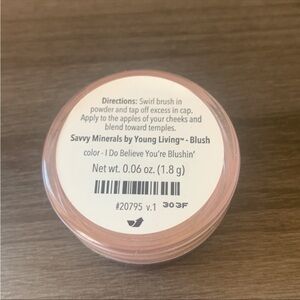 Directions: Swirl brush in
powder and tap off excess in cap.
Apply to the apples of your cheeks and
blend toward temples.
Savvy Minerals by Young Living™ - Blush
color - I Do Believe You're Blushin'
Net wt. 0.06 oz. (1.8 g)
#20795 v.1 303F